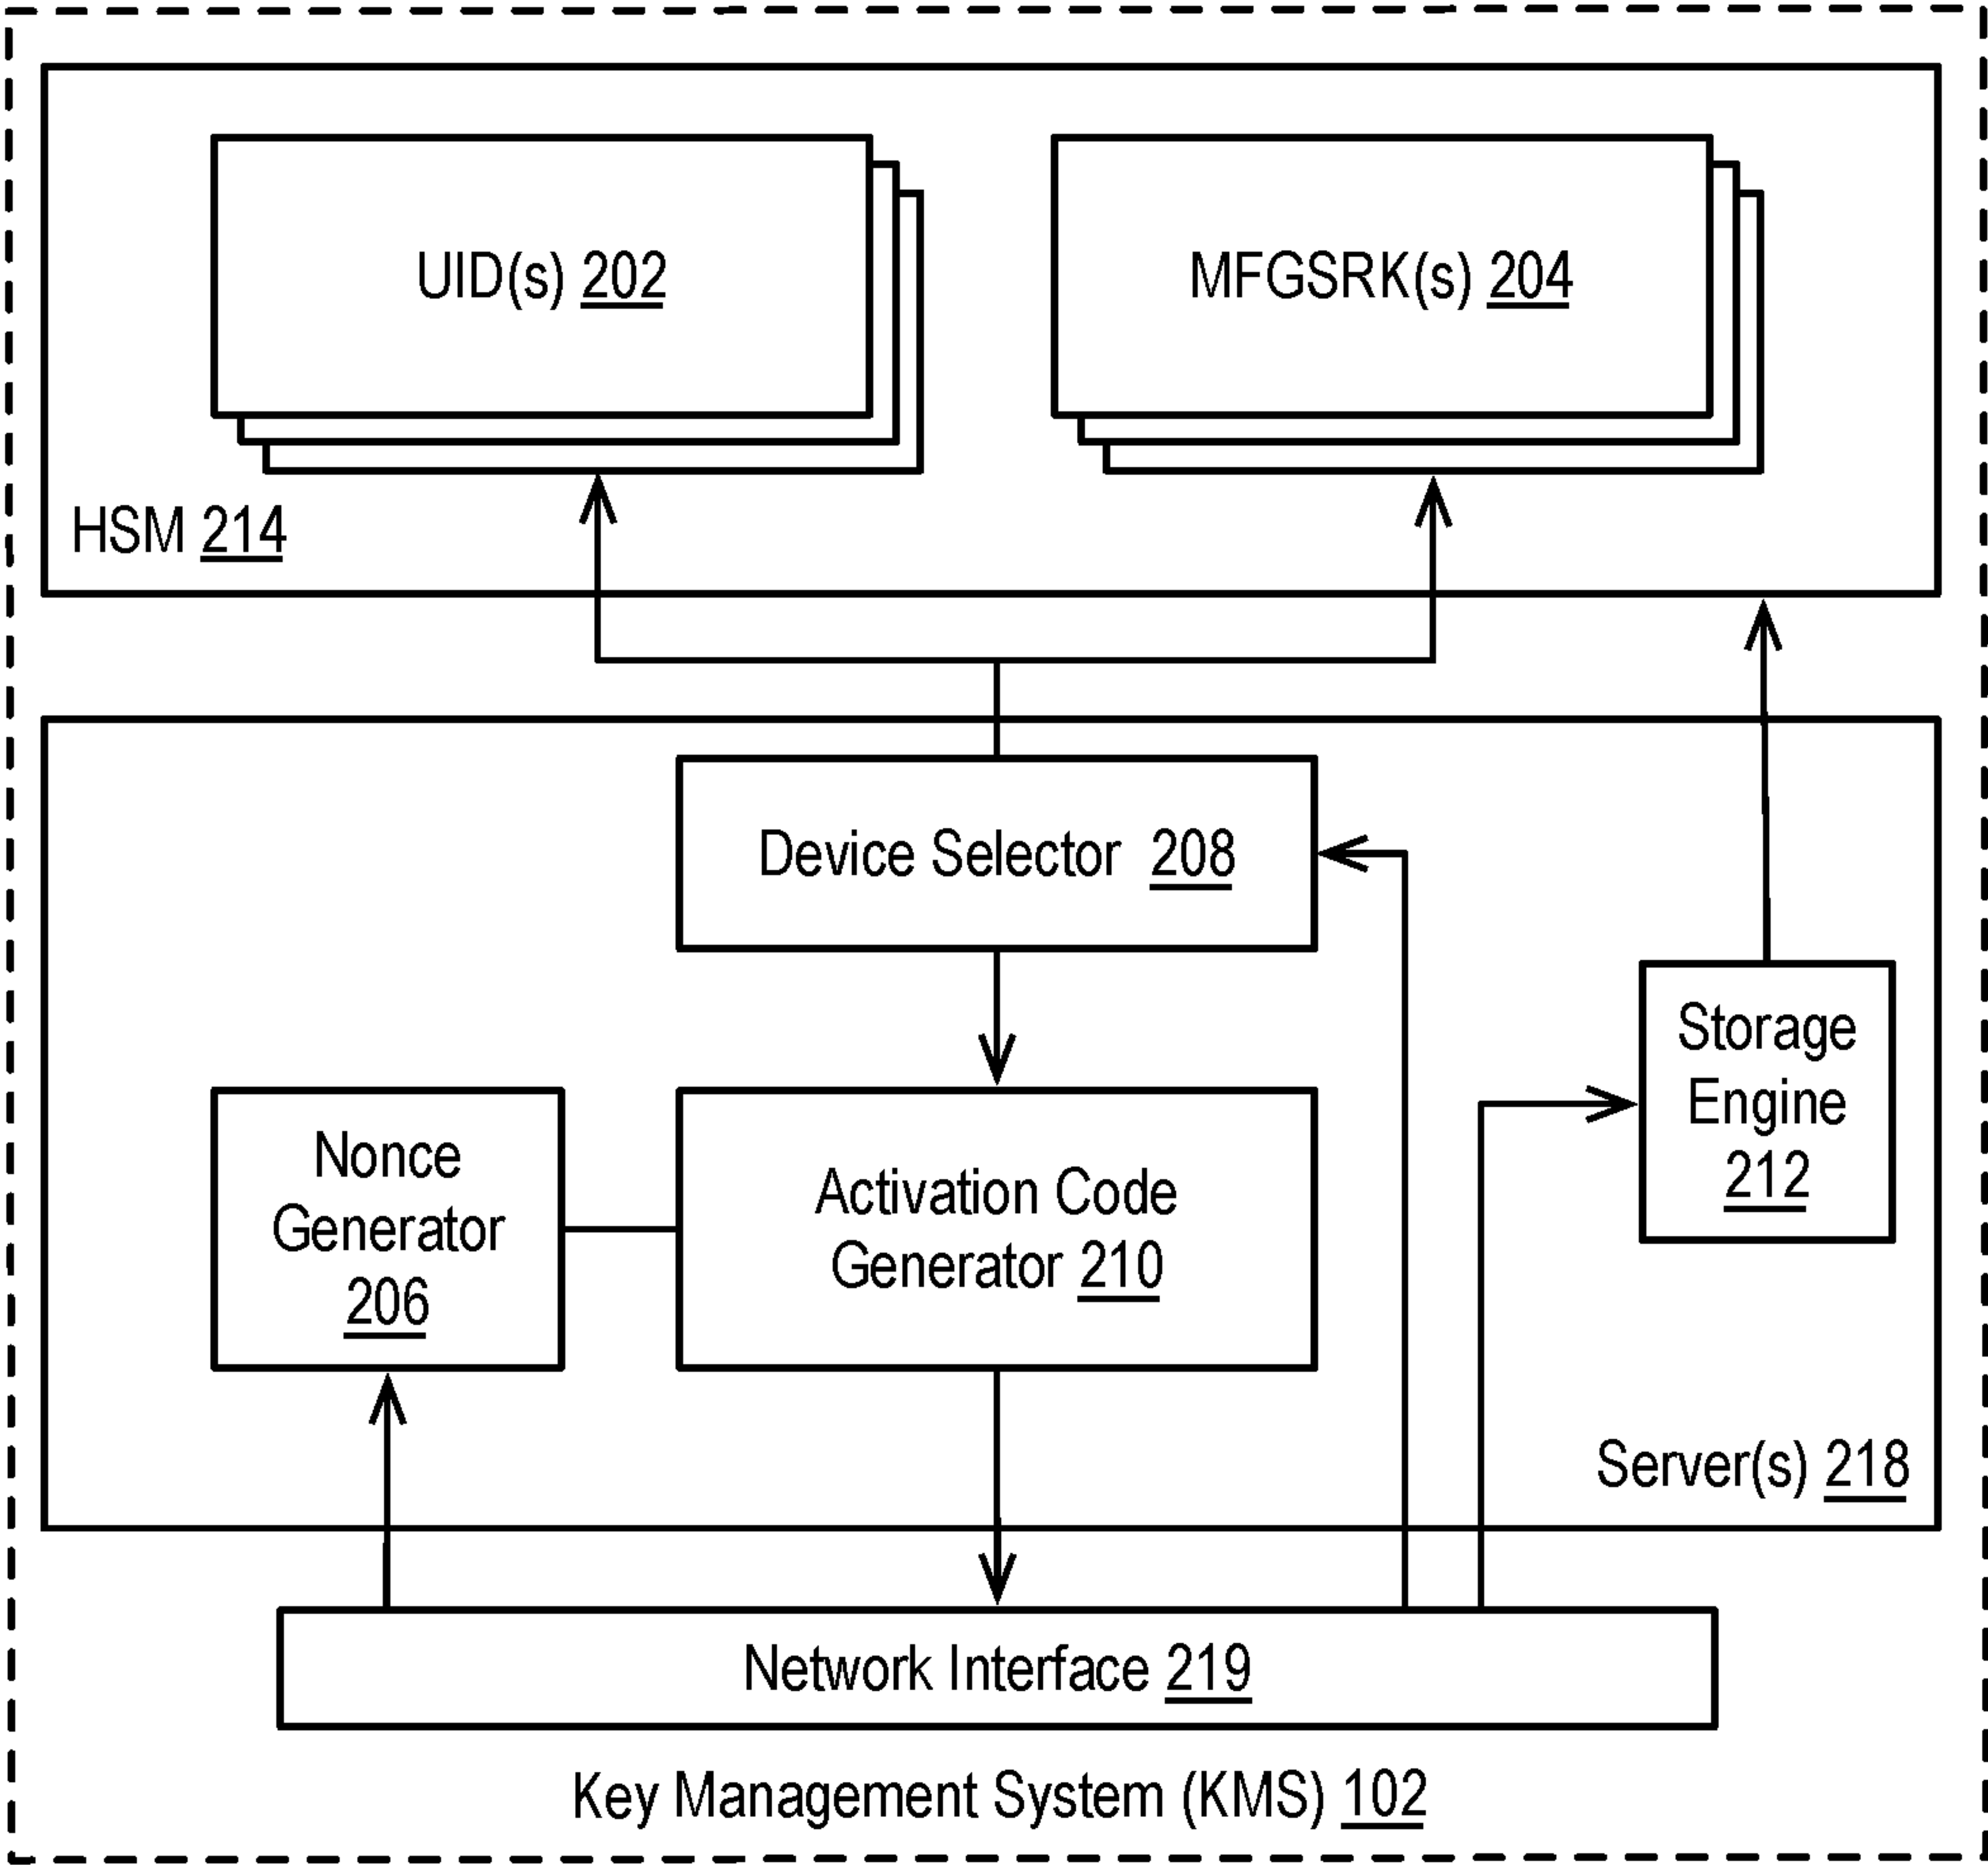 UID(s) 202
MFGSRK(s) 204
HSM 214
Device Selector 208
Storage
Engine
212
Nonce
Generator
206
Activation Code
Generator 210
Server(s) 218
Network Interface 219
Key Management System (KMS) 102